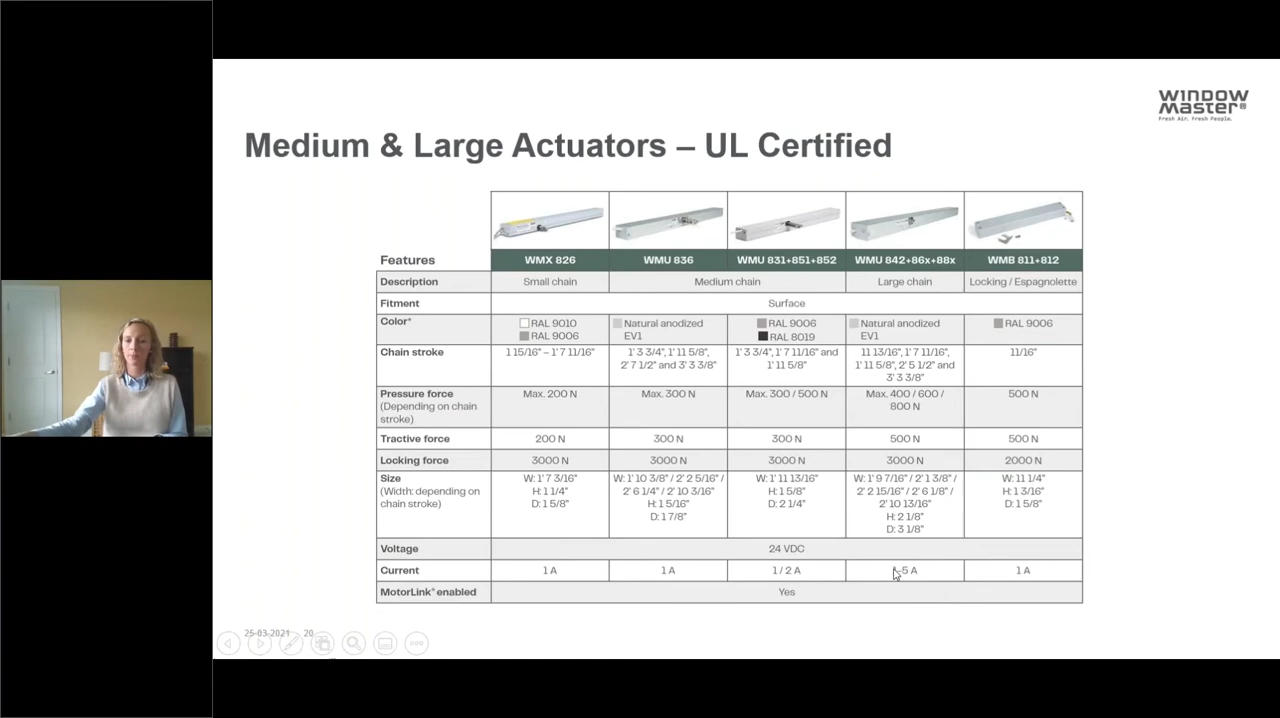 WINDOW
MASTER®
Fresh Air. Fresh People.
Medium & Large Actuators – UL Certified
Features
WMX 826
WMU 836
WMU 831+851+852
WMU 842+86x+88x
WMB 811+812
Description
Small chain
Medium chain
Large chain
Locking / Espagnolette
Fitment
Surface
Color*
RAL 9010
RAL 9006
Natural anodized
EV1
RAL 9006
RAL 8019
Natural anodized
EV1
RAL 9006
Chain stroke
1 15/16" – 1' 7 11/16"
1' 3 3/4", 1' 11 5/8",
2' 7 1/2" and 3' 3 3/8"
1' 3 3/4", 1' 7 11/16" and
1' 11 5/8"
11 13/16", 1' 7 11/16",
1' 11 5/8", 2' 5 1/2" and
3' 3 3/8"
11/16"
Pressure force
(Depending on chain
stroke)
Max. 200 N
Max. 300 N
Max. 300 / 500 N
Max. 400 / 600 /
800 N
500 N
Tractive force
200 N
300 N
300 N
500 N
500 N
Locking force
3000 N
3000 N
3000 N
3000 N
2000 N
Size
(Width: depending on
chain stroke)
W: 1' 7 3/16"
H: 1 1/4"
D: 1 5/8"
W: 1' 10 3/8" / 2' 2 5/16" /
2' 6 1/4" / 2' 10 3/16"
H: 1 5/16"
D: 1 7/8"
W: 1' 11 13/16"
H: 1 5/8"
D: 2 1/4"
W: 1' 9 7/16" / 2' 1 3/8" /
2' 2 15/16" / 2' 6 1/8" /
2' 10 13/16"
H: 2 1/8"
D: 3 1/8"
W: 11 1/4"
H: 1 3/16"
D: 1 5/8"
Voltage
24 VDC
Current
1 A
1 A
1 / 2 A
-5 A
1 A
MotorLink® enabled
Yes
25-03-2021 20